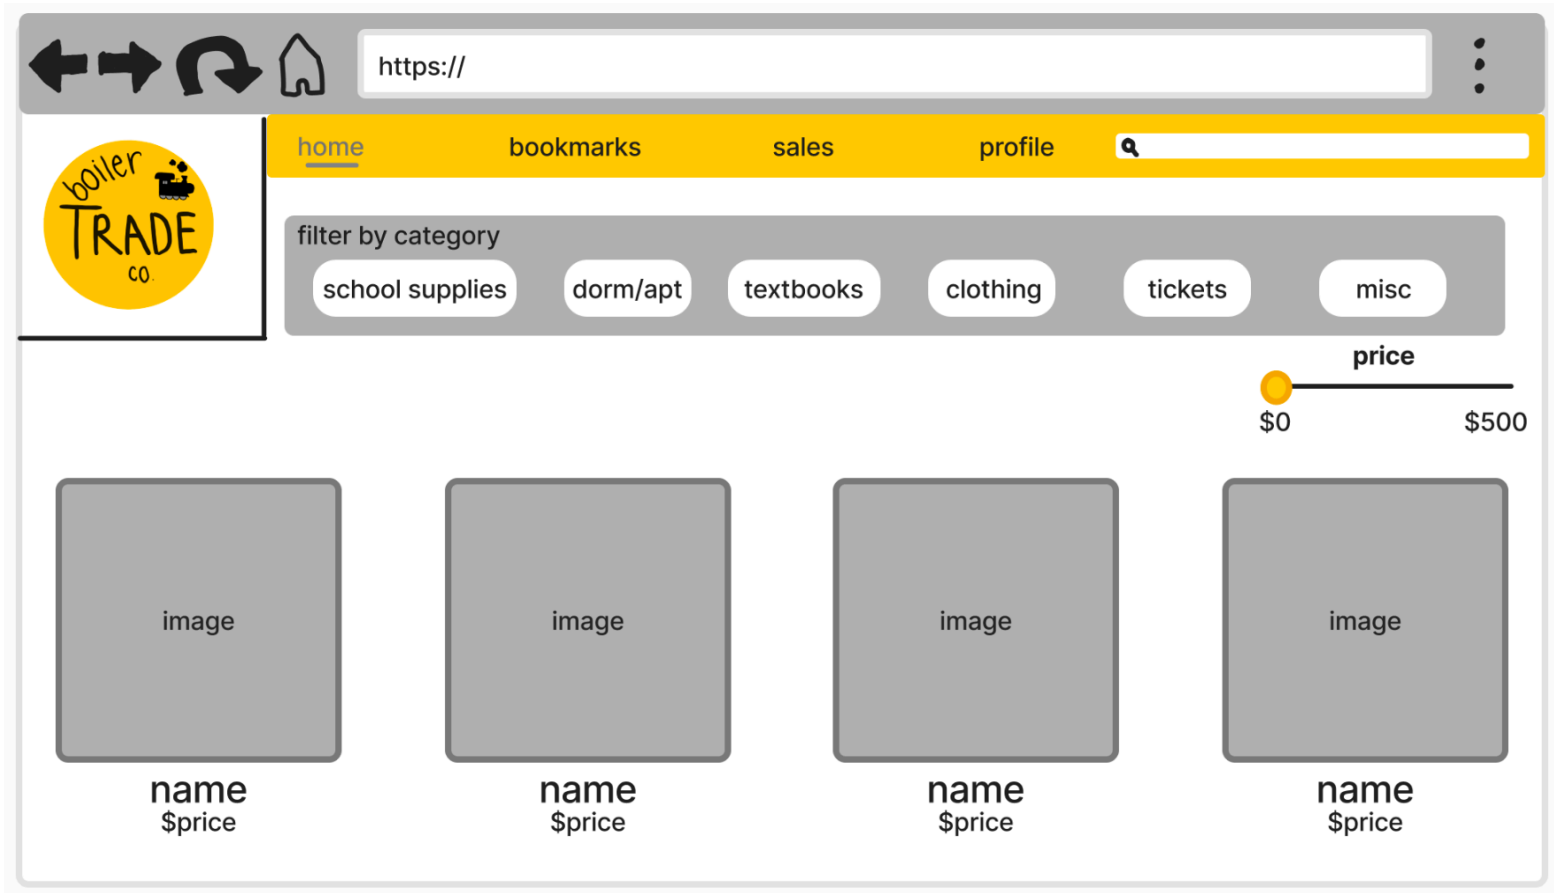 https://
boiler
TRADE
CO.
home bookmarks sales profile
filter by category
school supplies dorm/apt textbooks clothing tickets misc
price
$0 $500
image image image image
name name name name
$price $price $price $price